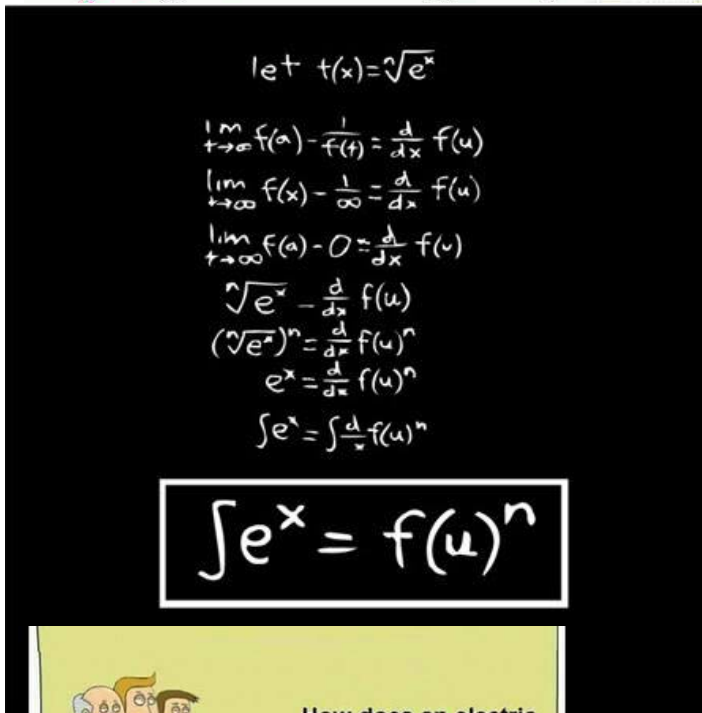 let f(x)=ⁿ√eˣ
lim t→∞ f(a) - 1/f(t) = d/dx f(u)
lim t→∞ f(x) - 1/∞ = d/dx f(u)
lim t→∞ f(a) - 0 = d/dx f(u)
ⁿ√eˣ - d/dx f(u)
(ⁿ√eˣ)ⁿ = d/dx f(u)ⁿ
eˣ = d/dx f(u)ⁿ
∫eˣ = ∫d/x f(u)ⁿ
∫eˣ = f(u)ⁿ
How does an electric